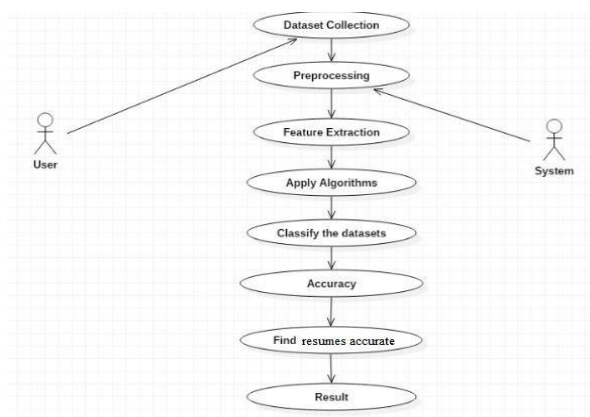 Dataset Collection
Preprocessing
Feature Extraction
User
System
Apply Algorithms
Classify the datasets
Accuracy
Find resumes accurate
Result